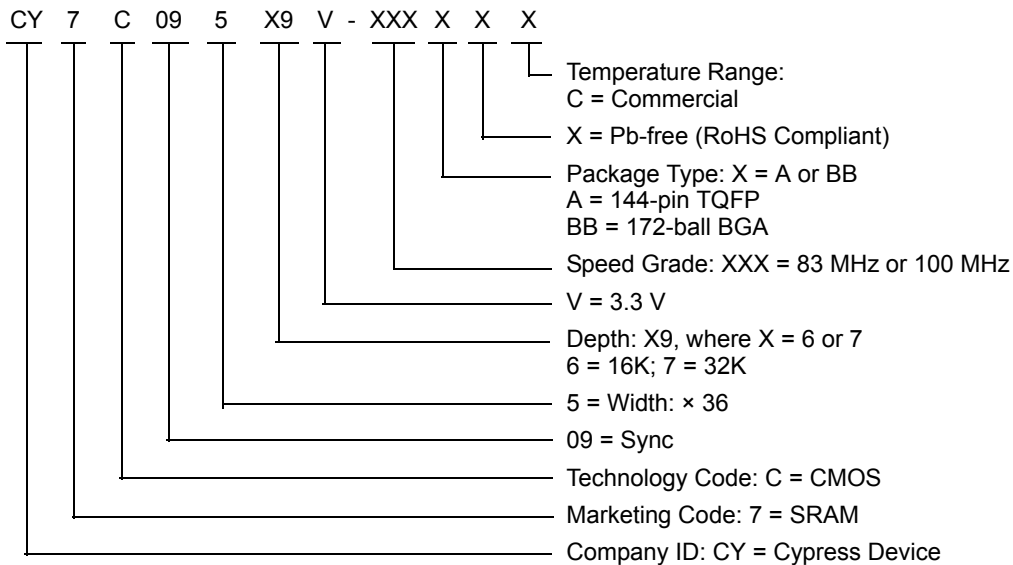 CY 7 C 09 5 X9 V - XXX X X X
Temperature Range:
C = Commercial
X = Pb-free (RoHS Compliant)
Package Type: X = A or BB
A = 144-pin TQFP
BB = 172-ball BGA
Speed Grade: XXX = 83 MHz or 100 MHz
V = 3.3 V
Depth: X9, where X = 6 or 7
6 = 16K; 7 = 32K
5 = Width: × 36
09 = Sync
Technology Code: C = CMOS
Marketing Code: 7 = SRAM
Company ID: CY = Cypress Device